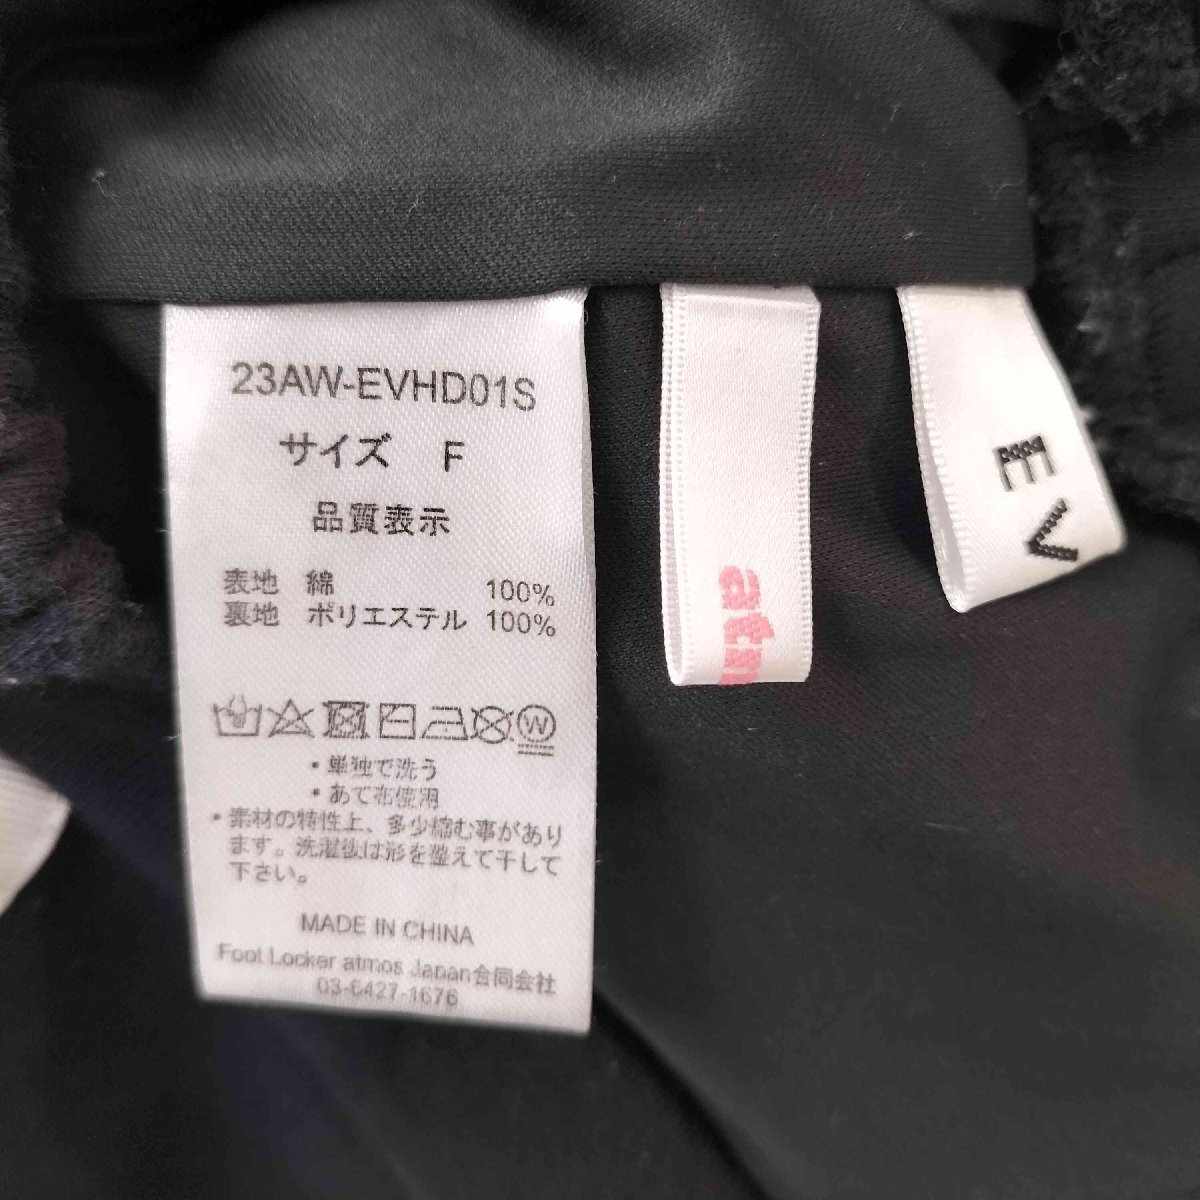 23AW-EVHD01S
サイズ F
品質表示
表地 綿 100%
裏地 ポリエステル 100%
W
・単独で洗う
・あて布使用
・素材の特性上、多少縮む事があり
ます。洗濯後は形を整えて干して
下さい。
MADE IN CHINA
Foot Locker atmos Japan合同会社
03-6427-1676
atm
EV